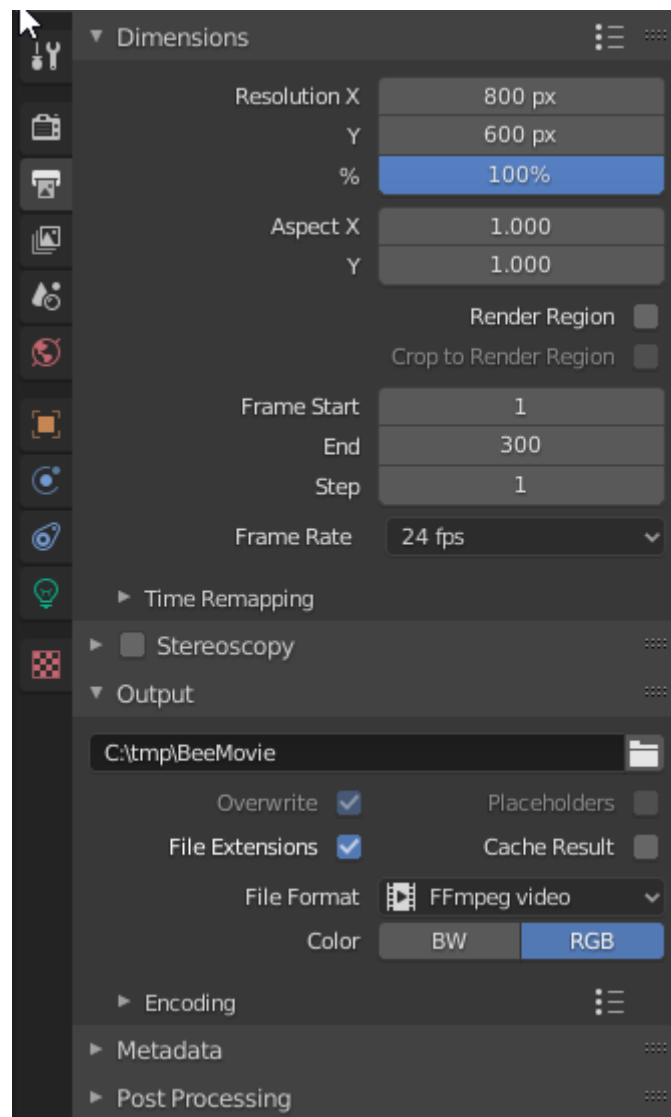 Dimensions
Resolution X 800 px
Y 600 px
% 100%
Aspect X 1.000
Y 1.000
Render Region
Crop to Render Region
Frame Start 1
End 300
Step 1
Frame Rate 24 fps
Time Remapping
Stereoscopy
Output
C:\tmp\BeeMovie
Overwrite Placeholders
File Extensions Cache Result
File Format FFmpeg video
Color BW RGB
Encoding
Metadata
Post Processing